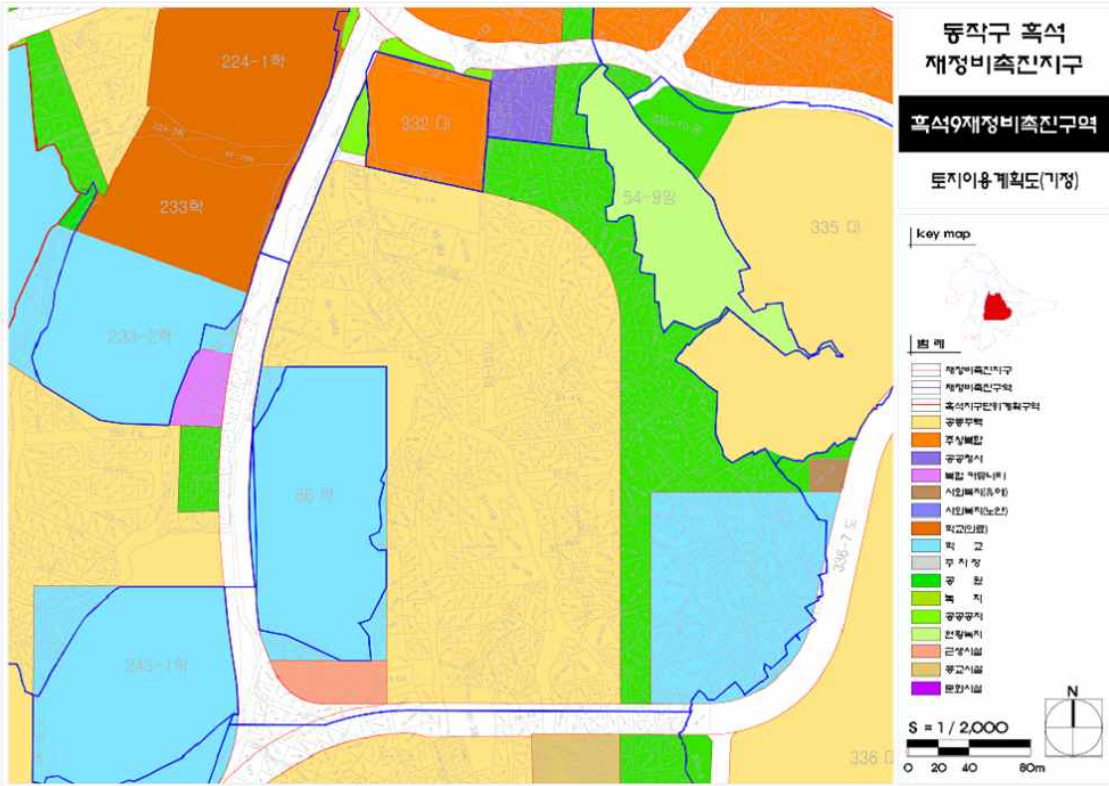 동작구 흑석
재정비촉진지구
흑석9재정비촉진구역
토지이용계획도(기정)
key map
범 례
재정비촉진지구
재정비촉진구역
흑석지구단위계획구역
공동주택
주상복합
공공청사
복합 커뮤니티
사회복지(유아)
사회복지(노인)
학교(의료)
학 교
주 차 장
공 원
녹 지
공공공지
현황녹지
근생시설
종교시설
문화시설
S = 1 / 2,000
N
0 20 40 80m
224-1학
332 대
233학
54-9임
335 대
233-2학
86 학
336-7 도
245-1학
336 대